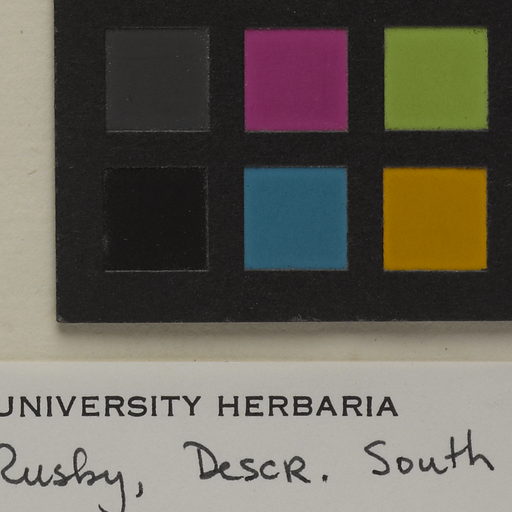 UNIVERSITY HERBARIA
Rusby, Descr. South